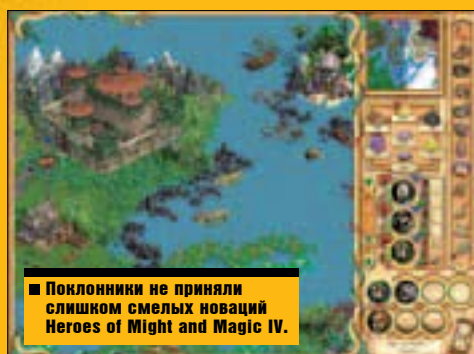 ■ Поклонники не приняли
слишком смелых новаций
Heroes of Might and Magic IV.